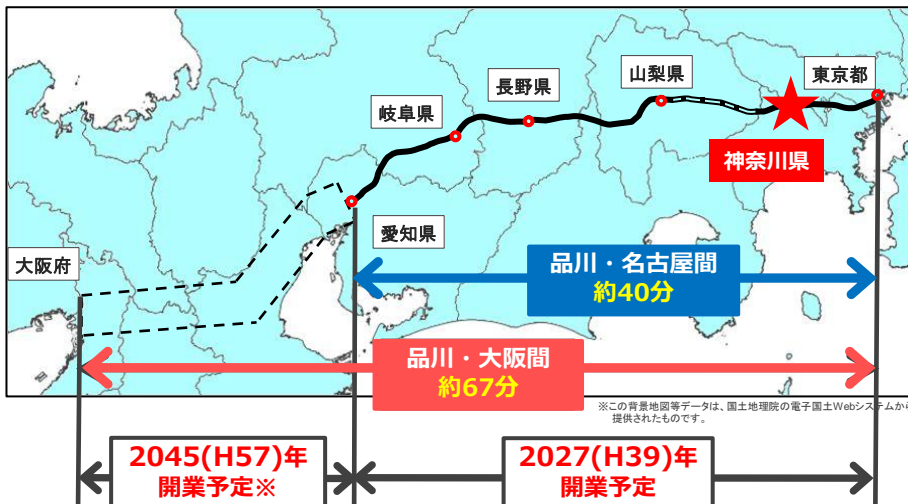 東京都
山梨県
長野県
岐阜県
神奈川県
愛知県
大阪府
品川・名古屋間
約40分
品川・大阪間
約67分
※この背景地図等データは、国土地理院の電子国土Webシステムから
提供されたものです。
2045(H57)年
開業予定※
2027(H39)年
開業予定